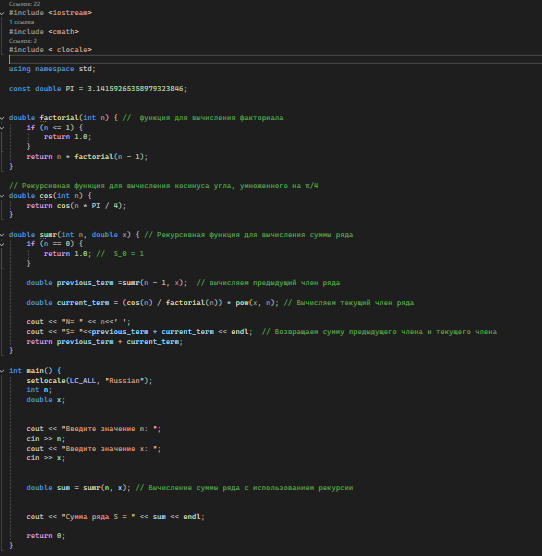 Ссылок: 22
#include <iostream>
1 ссылка
#include <cmath>
Ссылок: 2
#include < clocale>
using namespace std;
const double PI = 3.14159265358979323846;
double factorial(int n) { // функция для вычисления факториала
if (n <= 1) {
return 1.0;
}
return n * factorial(n - 1);
}
// Рекурсивная функция для вычисления косинуса угла, умноженного на π/4
double cos(int n) {
return cos(n * PI / 4);
}
double sumr(int n, double x) { // Рекурсивная функция для вычисления суммы ряда
if (n == 0) {
return 1.0; // S_0 = 1
}
double previous_term =sumr(n - 1, x); // вычисляем предыдущий член ряда
double current_term = (cos(n) / factorial(n)) * pow(x, n); // Вычисляем текущий член ряда
cout << "N= " << n<<' ';
cout << "S= "<<previous_term + current_term << endl; // Возвращаем сумму предыдущего члена и текущего члена
return previous_term + current_term;
}
int main() {
setlocale(LC_ALL, "Russian");
int n;
double x;
cout << "Введите значение n: ";
cin >> n;
cout << "Введите значение x: ";
cin >> x;
double sum = sumr(n, x); // Вычисление суммы ряда с использованием рекурсии
cout << "Сумма ряда S = " << sum << endl;
return 0;
}